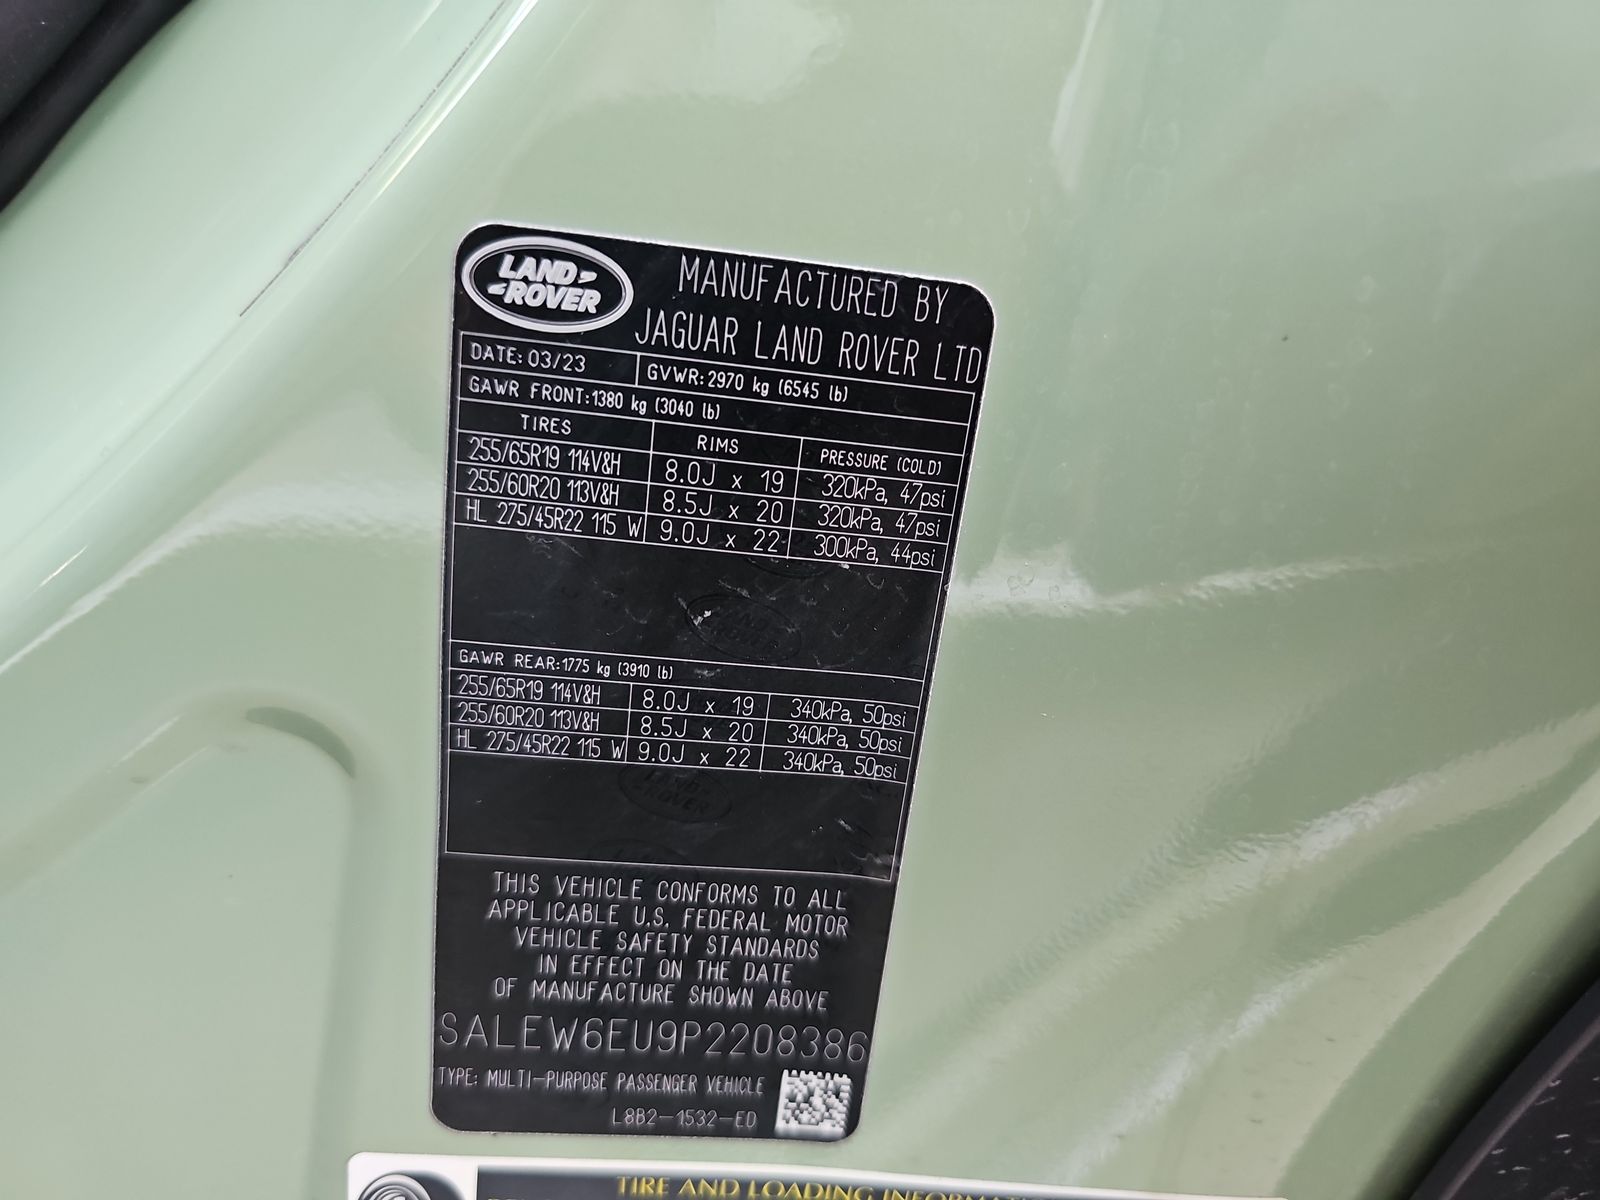 LAND ROVER
MANUFACTURED BY
JAGUAR LAND ROVER LTD
DATE: 03/23 GVWR: 2970 kg (6545 lb)
GAWR FRONT: 1380 kg (3040 lb)
TIRES RIMS PRESSURE (COLD)
255/65R19 114V&H 8.0J x 19 320kPa, 47psi
255/60R20 113V&H 8.5J x 20 320kPa, 47psi
HL 275/45R22 115 W 9.0J x 22 300kPa, 44psi
GAWR REAR: 1775 kg (3910 lb)
255/65R19 114V&H 8.0J x 19 340kPa, 50psi
255/60R20 113V&H 8.5J x 20 340kPa, 50psi
HL 275/45R22 115 W 9.0J x 22 340kPa, 50psi
THIS VEHICLE CONFORMS TO ALL
APPLICABLE U.S. FEDERAL MOTOR
VEHICLE SAFETY STANDARDS
IN EFFECT ON THE DATE
OF MANUFACTURE SHOWN ABOVE
SALEW6EU9P2208386
TYPE: MULTI-PURPOSE PASSENGER VEHICLE
L8B2-1532-ED
TIRE AND LOADING INFORMATION